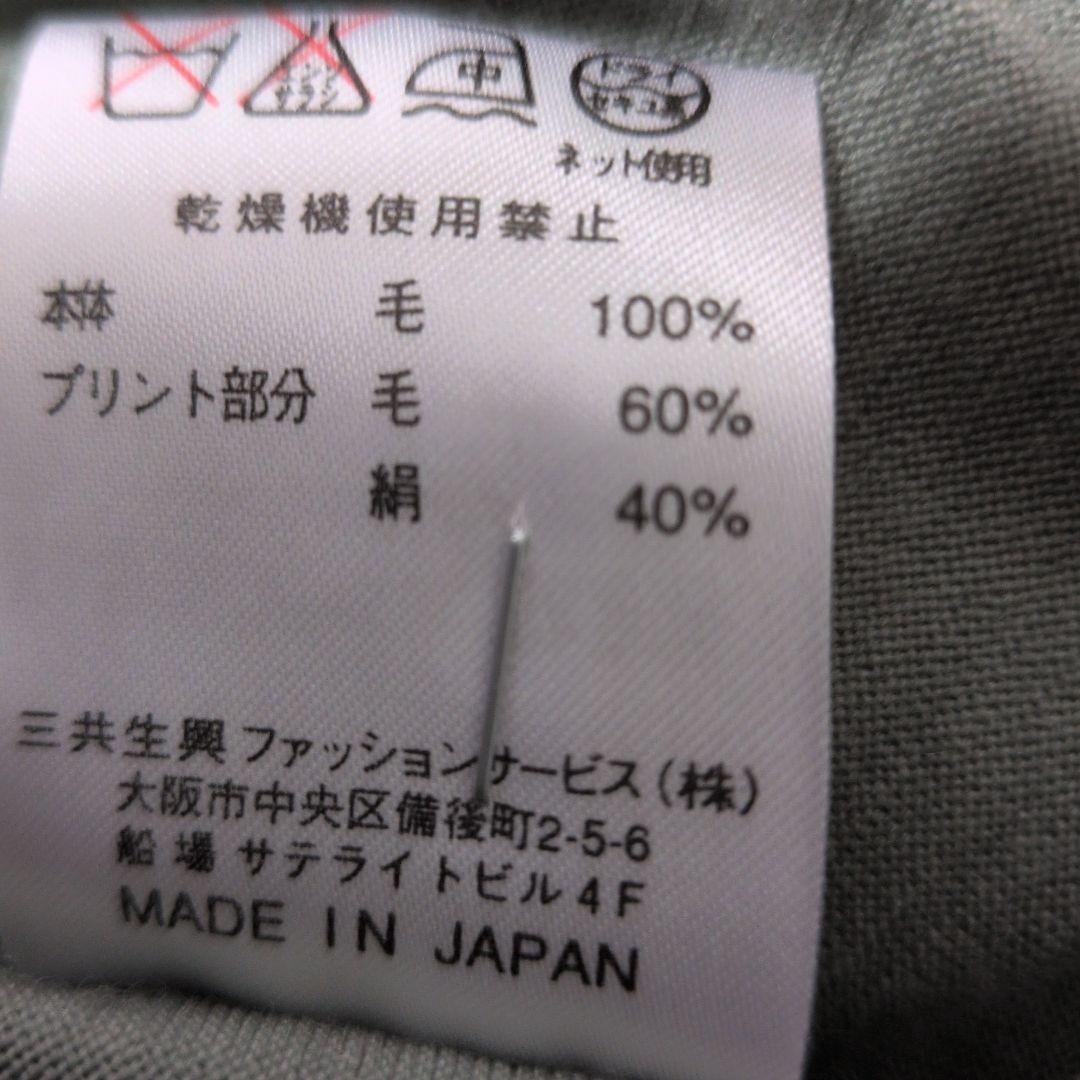 エンソ
サラシ
中
ドライ
セキユ系
ネット使用
乾燥機使用禁止
本体 毛 100%
プリント部分 毛 60%
絹 40%
三共生興ファッションサービス(株)
大阪市中央区備後町2-5-6
船場サテライトビル4F
MADE IN JAPAN